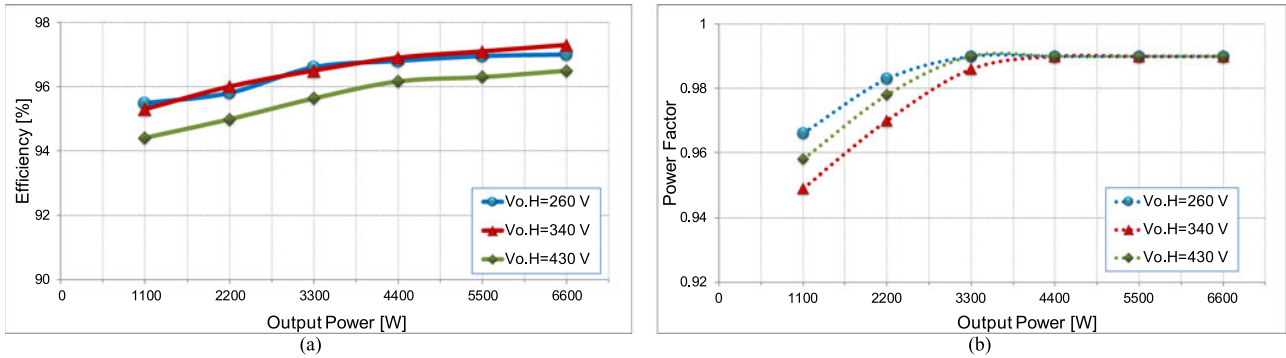 98
96
94
92
90
Efficiency [%]
0 1100 2200 3300 4400 5500 6600
Output Power [W]
Vo.H=260 V
Vo.H=340 V
Vo.H=430 V
(a)
1
0.98
0.96
0.94
0.92
Power Factor
0 1100 2200 3300 4400 5500 6600
Output Power [W]
Vo.H=260 V
Vo.H=340 V
Vo.H=430 V
(b)